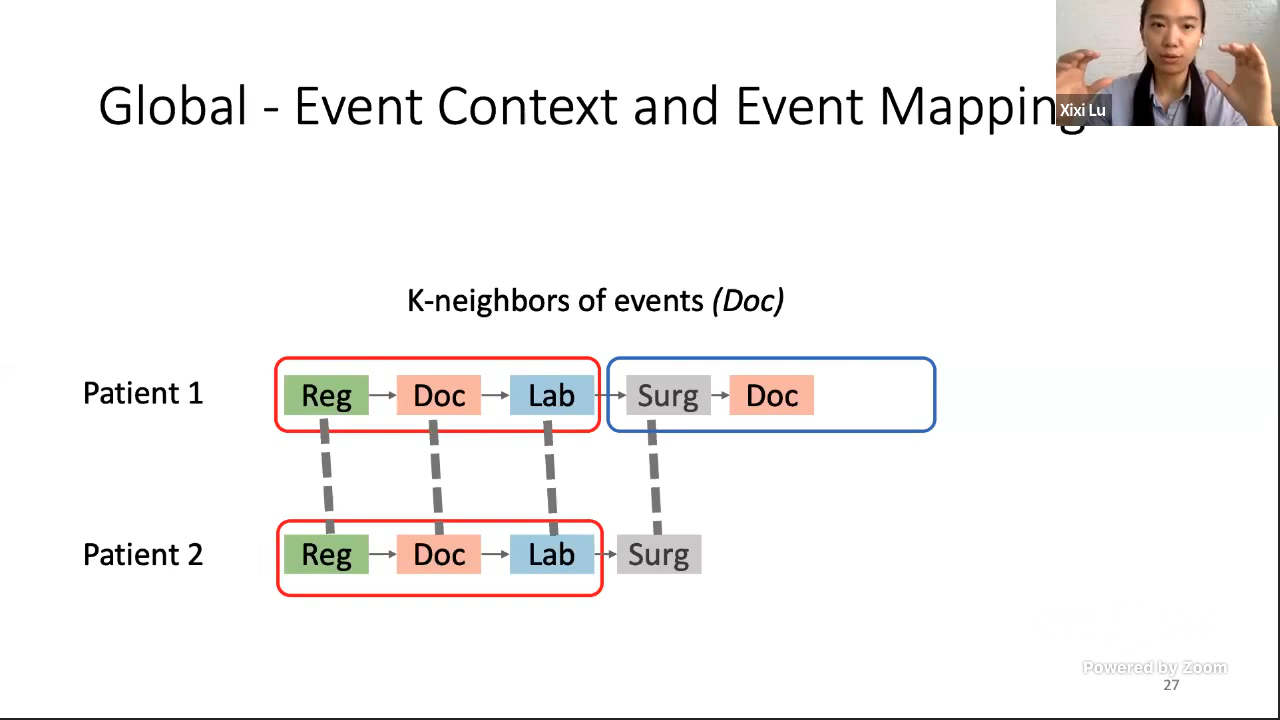 Global - Event Context and Event Mapping
Xixi Lu
K-neighbors of events (Doc)
Patient 1
Reg Doc Lab Surg Doc
Patient 2
Reg Doc Lab Surg
Powered by Zoom
27